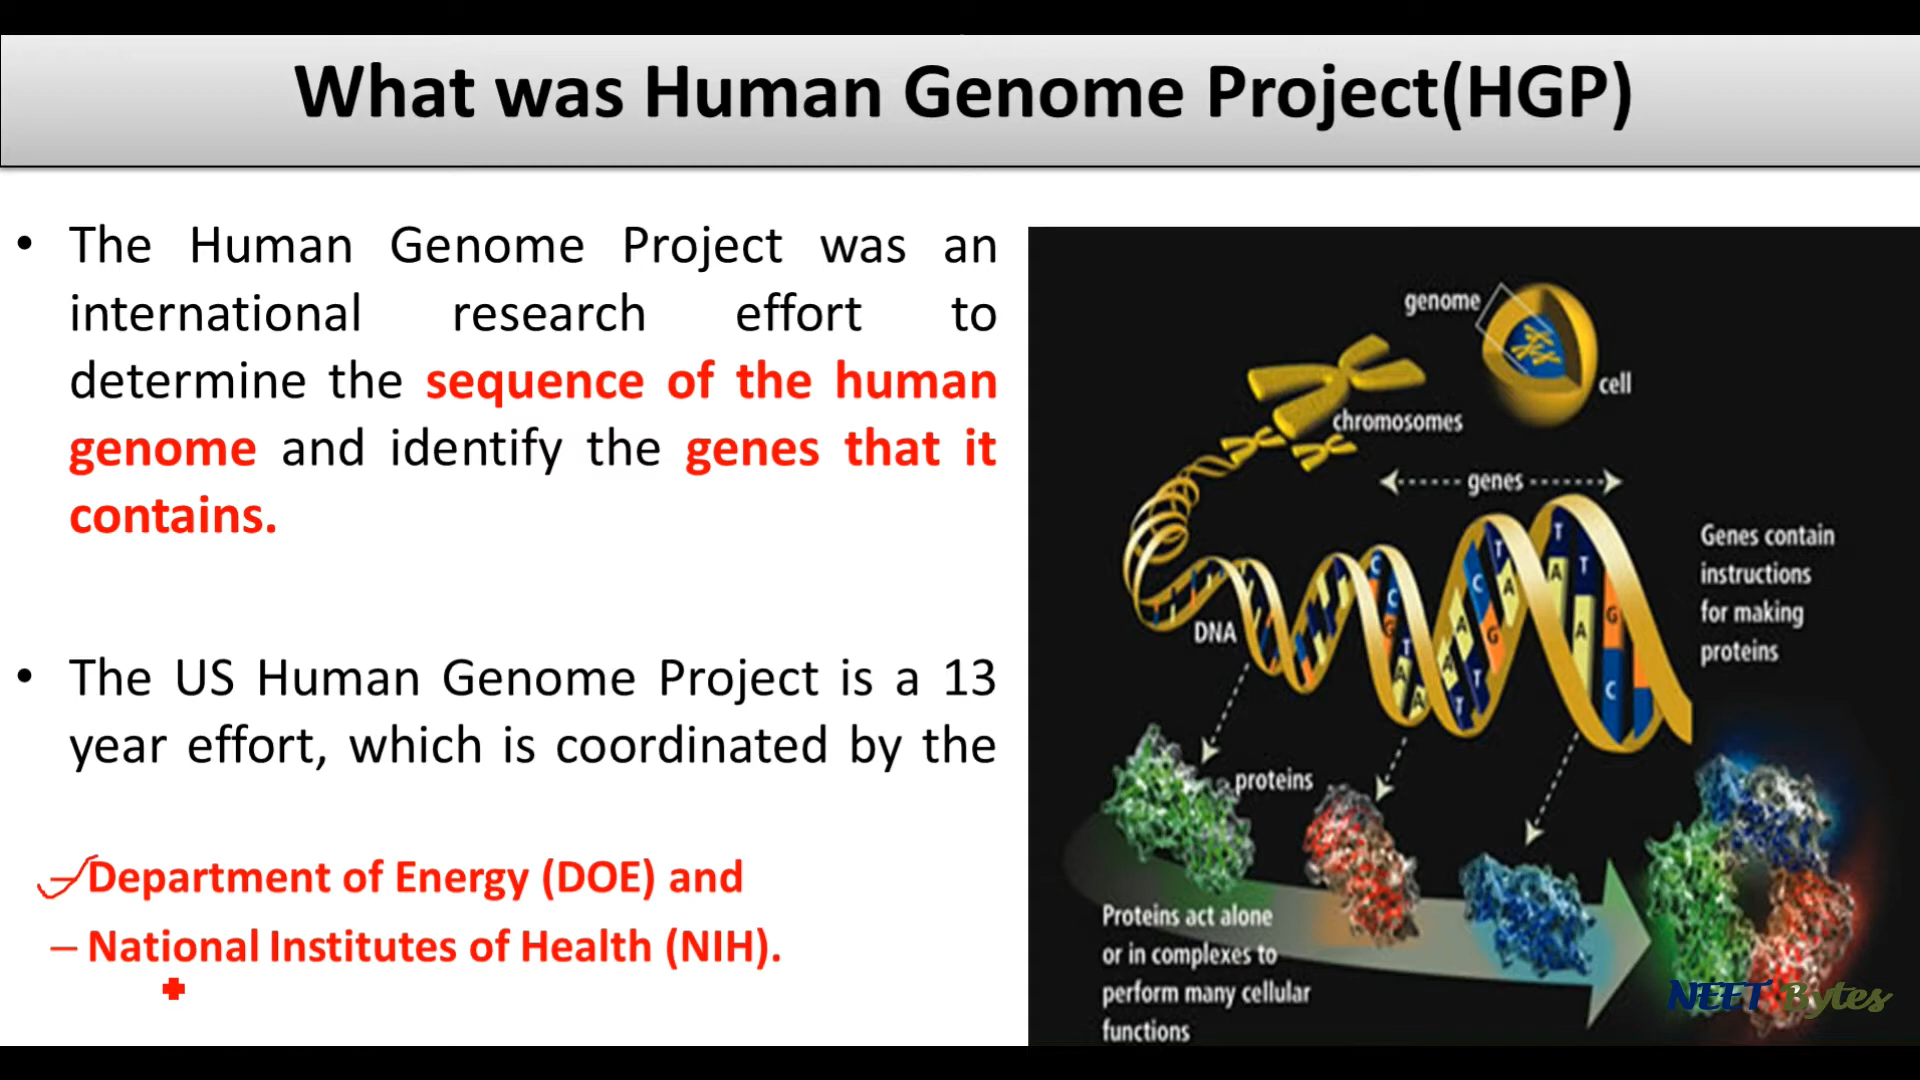 What was Human Genome Project(HGP)
• The Human Genome Project was an
international research effort to
determine the sequence of the human
genome and identify the genes that it
contains.
• The US Human Genome Project is a 13
year effort, which is coordinated by the
– Department of Energy (DOE) and
– National Institutes of Health (NIH).
genome
cell
chromosomes
genes
Genes contain
instructions
for making
proteins
DNA
C
C
G
T
A
A
T
A
C
A
G
A
T
T
T
A
T
A
G
C
proteins
Proteins act alone
or in complexes to
perform many cellular
functions
NEET Bytes